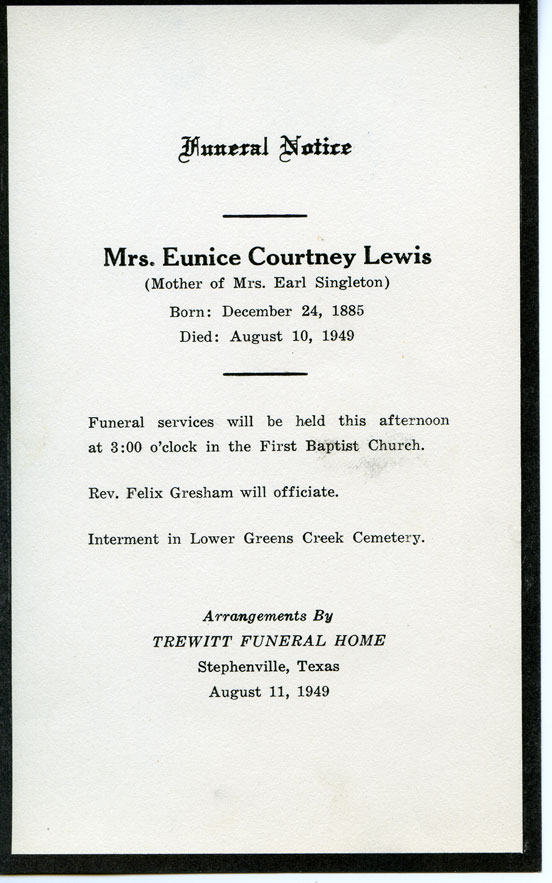 Funeral Notice
Mrs. Eunice Courtney Lewis
(Mother of Mrs. Earl Singleton)
Born: December 24, 1885
Died: August 10, 1949
Funeral services will be held this afternoon
at 3:00 o'clock in the First Baptist Church.
Rev. Felix Gresham will officiate.
Interment in Lower Greens Creek Cemetery.
Arrangements By
TREWITT FUNERAL HOME
Stephenville, Texas
August 11, 1949